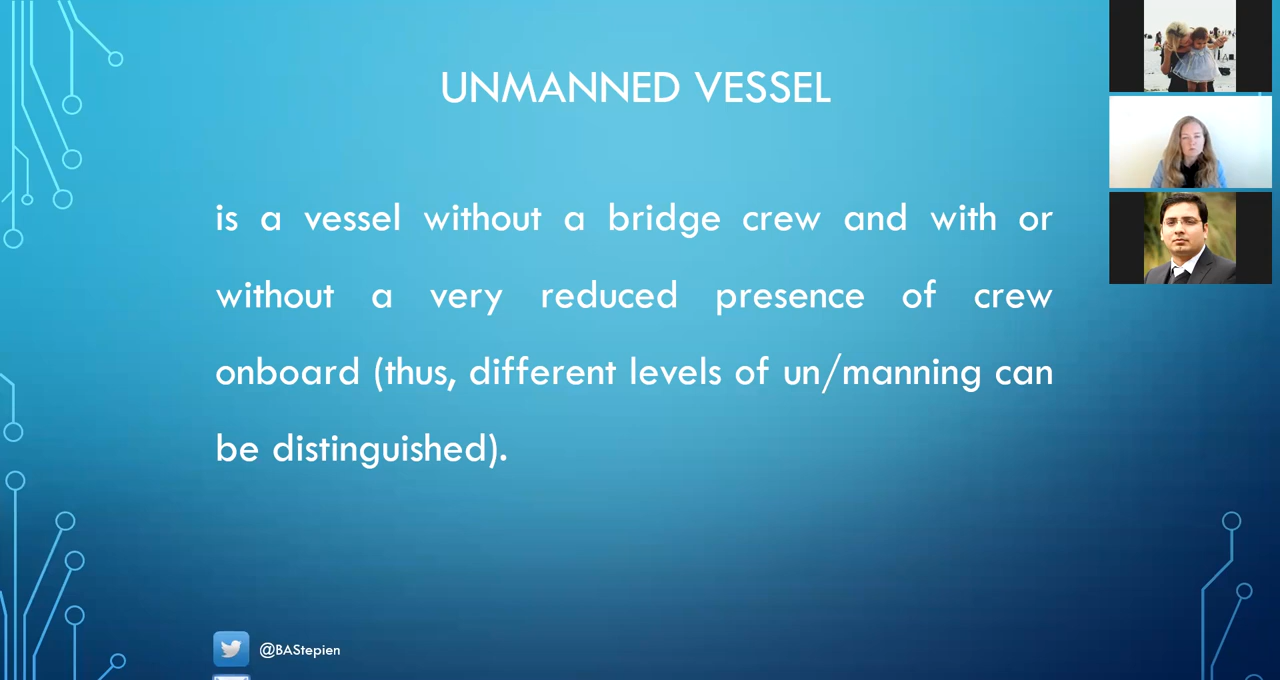 UNMANNED VESSEL
is a vessel without a bridge crew and with or
without a very reduced presence of crew
onboard (thus, different levels of un/manning can
be distinguished).
@BAStepien